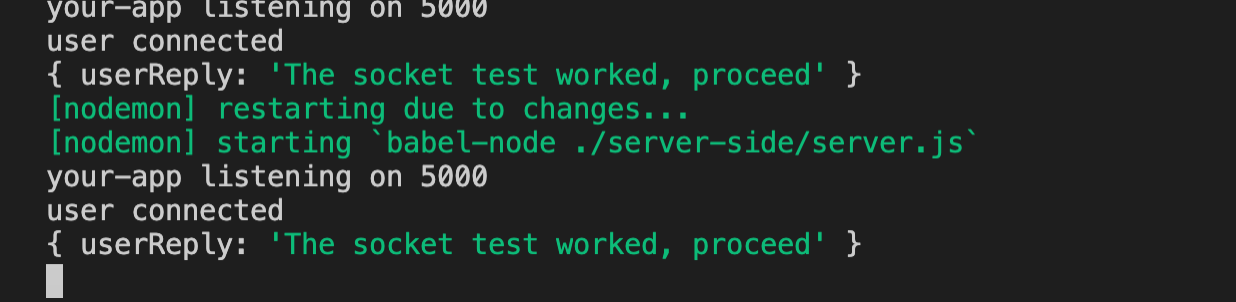 your-app listening on 5000
user connected
{ userReply: 'The socket test worked, proceed' }
[nodemon] restarting due to changes...
[nodemon] starting `babel-node ./server-side/server.js`
your-app listening on 5000
user connected
{ userReply: 'The socket test worked, proceed' }